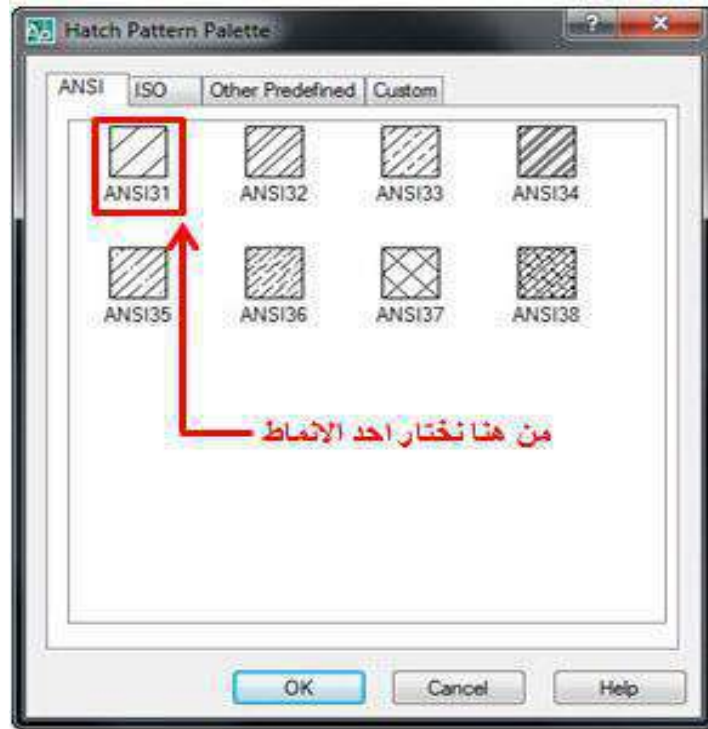 Hatch Pattern Palette
ANSI ISO Other Predefined Custom
ANSI31 ANSI32 ANSI33 ANSI34
ANSI35 ANSI36 ANSI37 ANSI38
من هنا نختار احد الانماط
OK Cancel Help